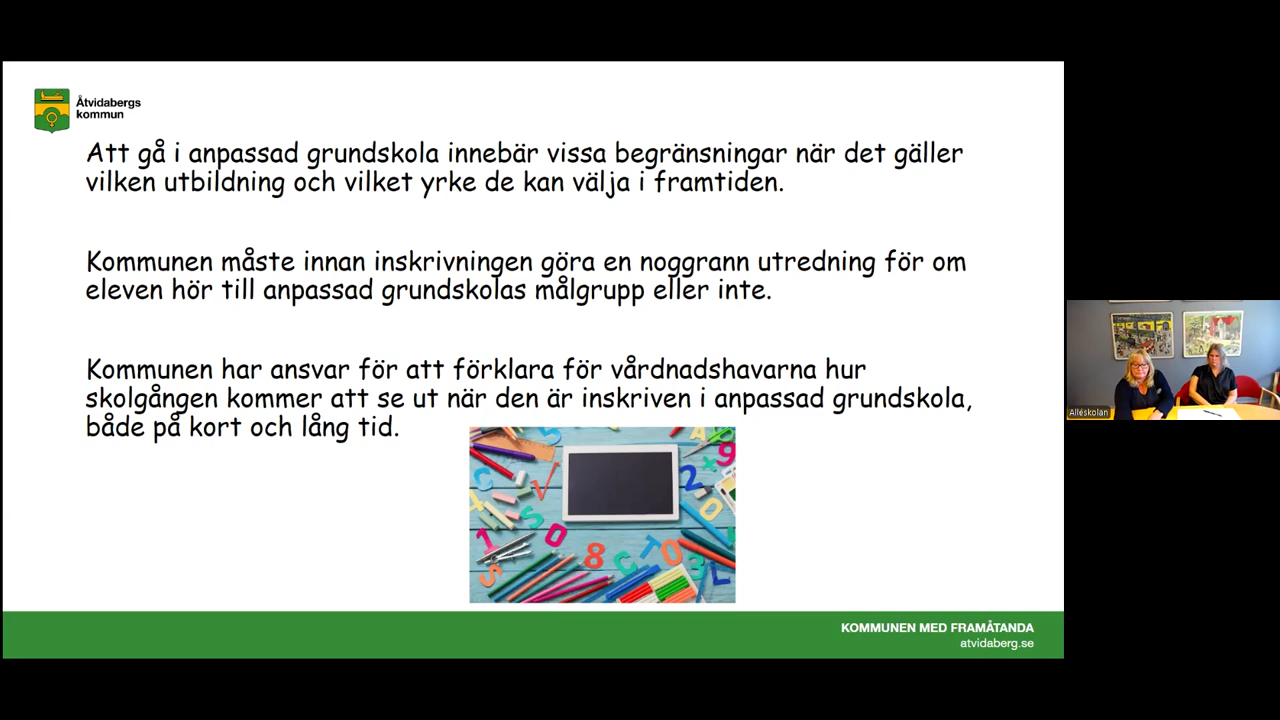 Åtvidabergs
kommun
Att gå i anpassad grundskola innebär vissa begränsningar när det gäller
vilken utbildning och vilket yrke de kan välja i framtiden.
Kommunen måste innan inskrivningen göra en noggrann utredning för om
eleven hör till anpassad grundskolas målgrupp eller inte.
Kommunen har ansvar för att förklara för vårdnadshavarna hur
skolgången kommer att se ut när den är inskriven i anpassad grundskola,
både på kort och lång tid.
KOMMUNEN MED FRAMÅTANDA
atvidaberg.se
Alléskolan